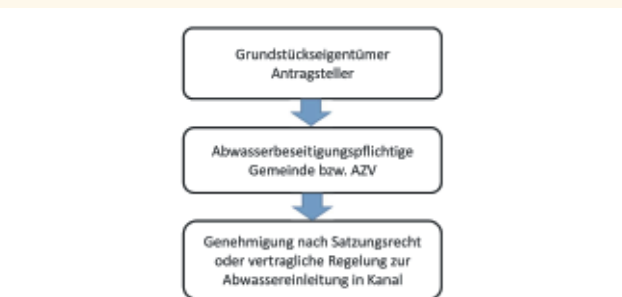 Grundstückseigentümer
Antragsteller
Abwasserbeseitigungspflichtige
Gemeinde bzw. AZV
Genehmigung nach Satzungsrecht
oder vertragliche Regelung zur
Abwassereinleitung in Kanal